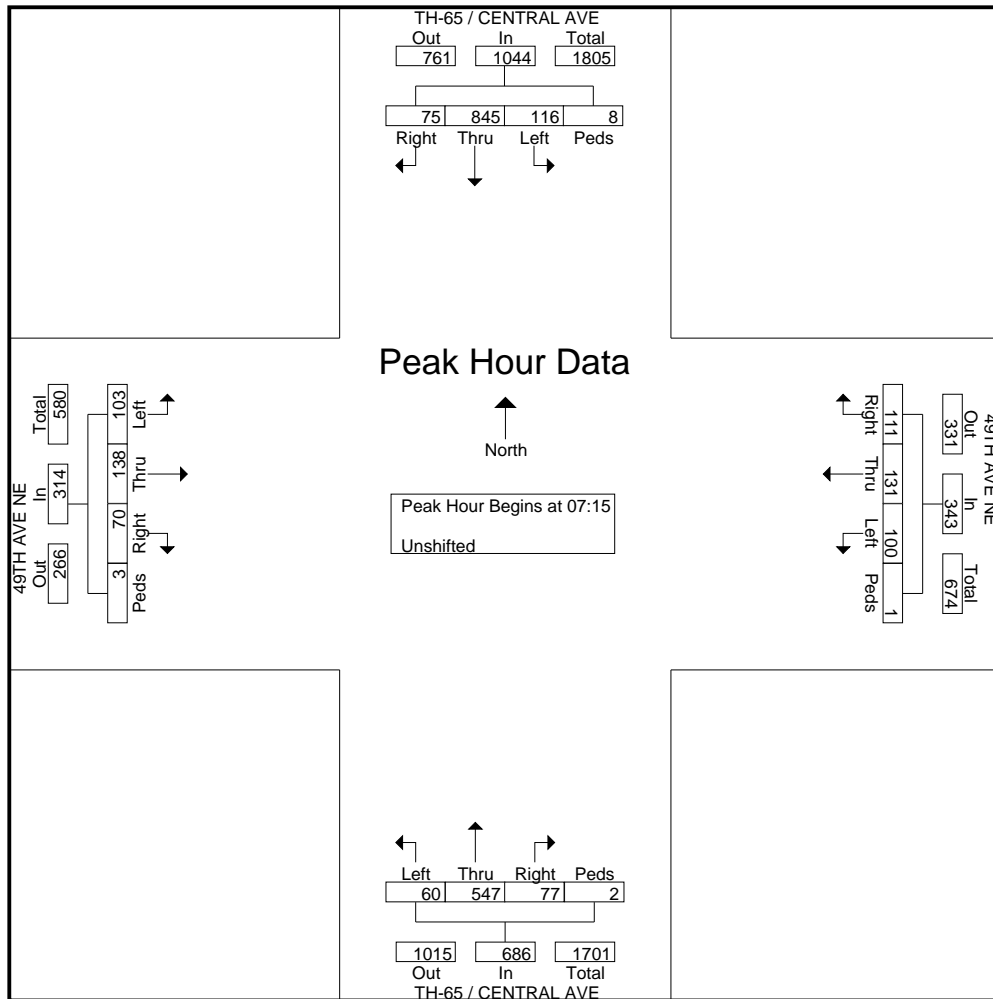 TH-65 / CENTRAL AVE
Out In Total
761 1044 1805
75 845 116 8
Right Thru Left Peds
Peak Hour Data
North
Peak Hour Begins at 07:15
Unshifted
49TH AVE NE
Total In Out
580 314 266
103 138 70 3
Left Thru Right Peds
49TH AVE NE
Out In Total
331 343 674
111 131 100 1
Right Thru Left Peds
Left Thru Right Peds
60 547 77 2
1015 686 1701
Out In Total
TH-65 / CENTRAL AVE